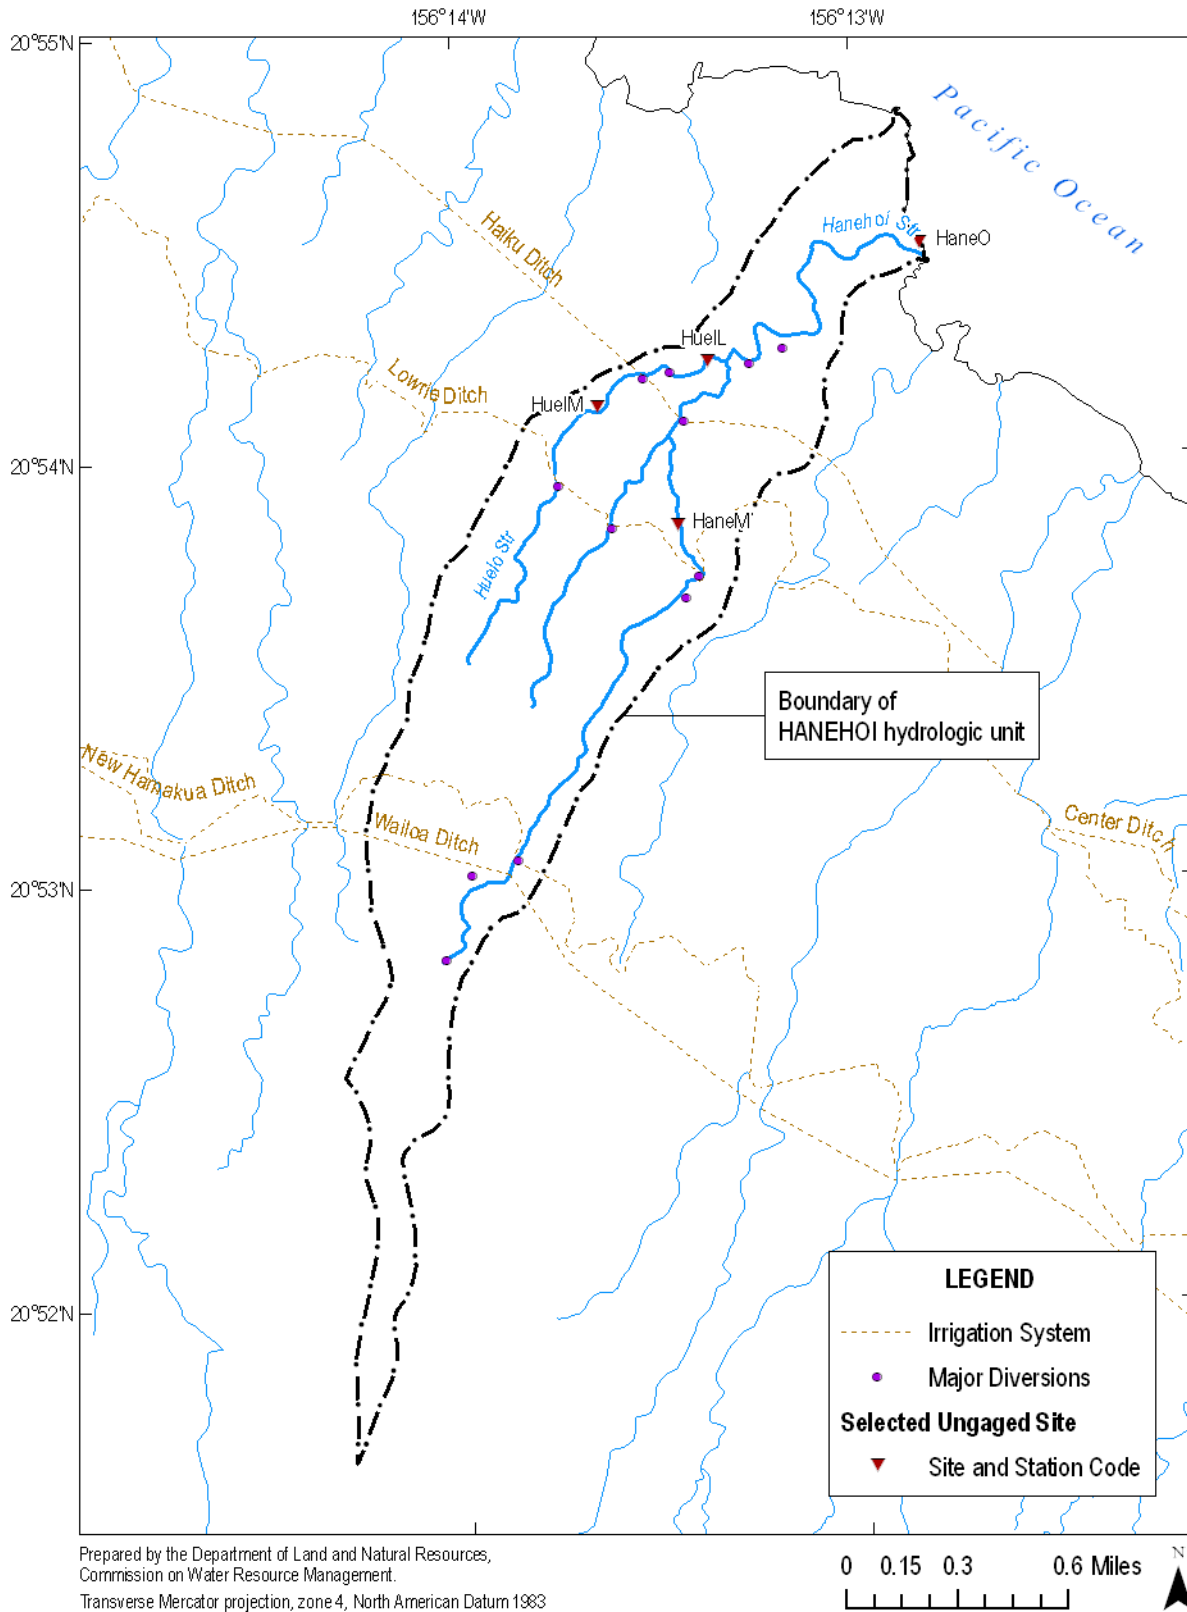 156°14'W
156°13'W
20°55'N
Pacific Ocean
Hanehoi Str
HaneO
Haiku Ditch
HuelL
Lowrie Ditch
HuelM
20°54'N
HaneM
Huelo Str
Boundary of
HANEHOI hydrologic unit
New Hamakua Ditch
Wailoa Ditch
Center Ditch
20°53'N
20°52'N
LEGEND
Irrigation System
Major Diversions
Selected Ungaged Site
Site and Station Code
Prepared by the Department of Land and Natural Resources,
Commission on Water Resource Management.
Transverse Mercator projection, zone 4, North American Datum 1983
0 0.15 0.3 0.6 Miles
N